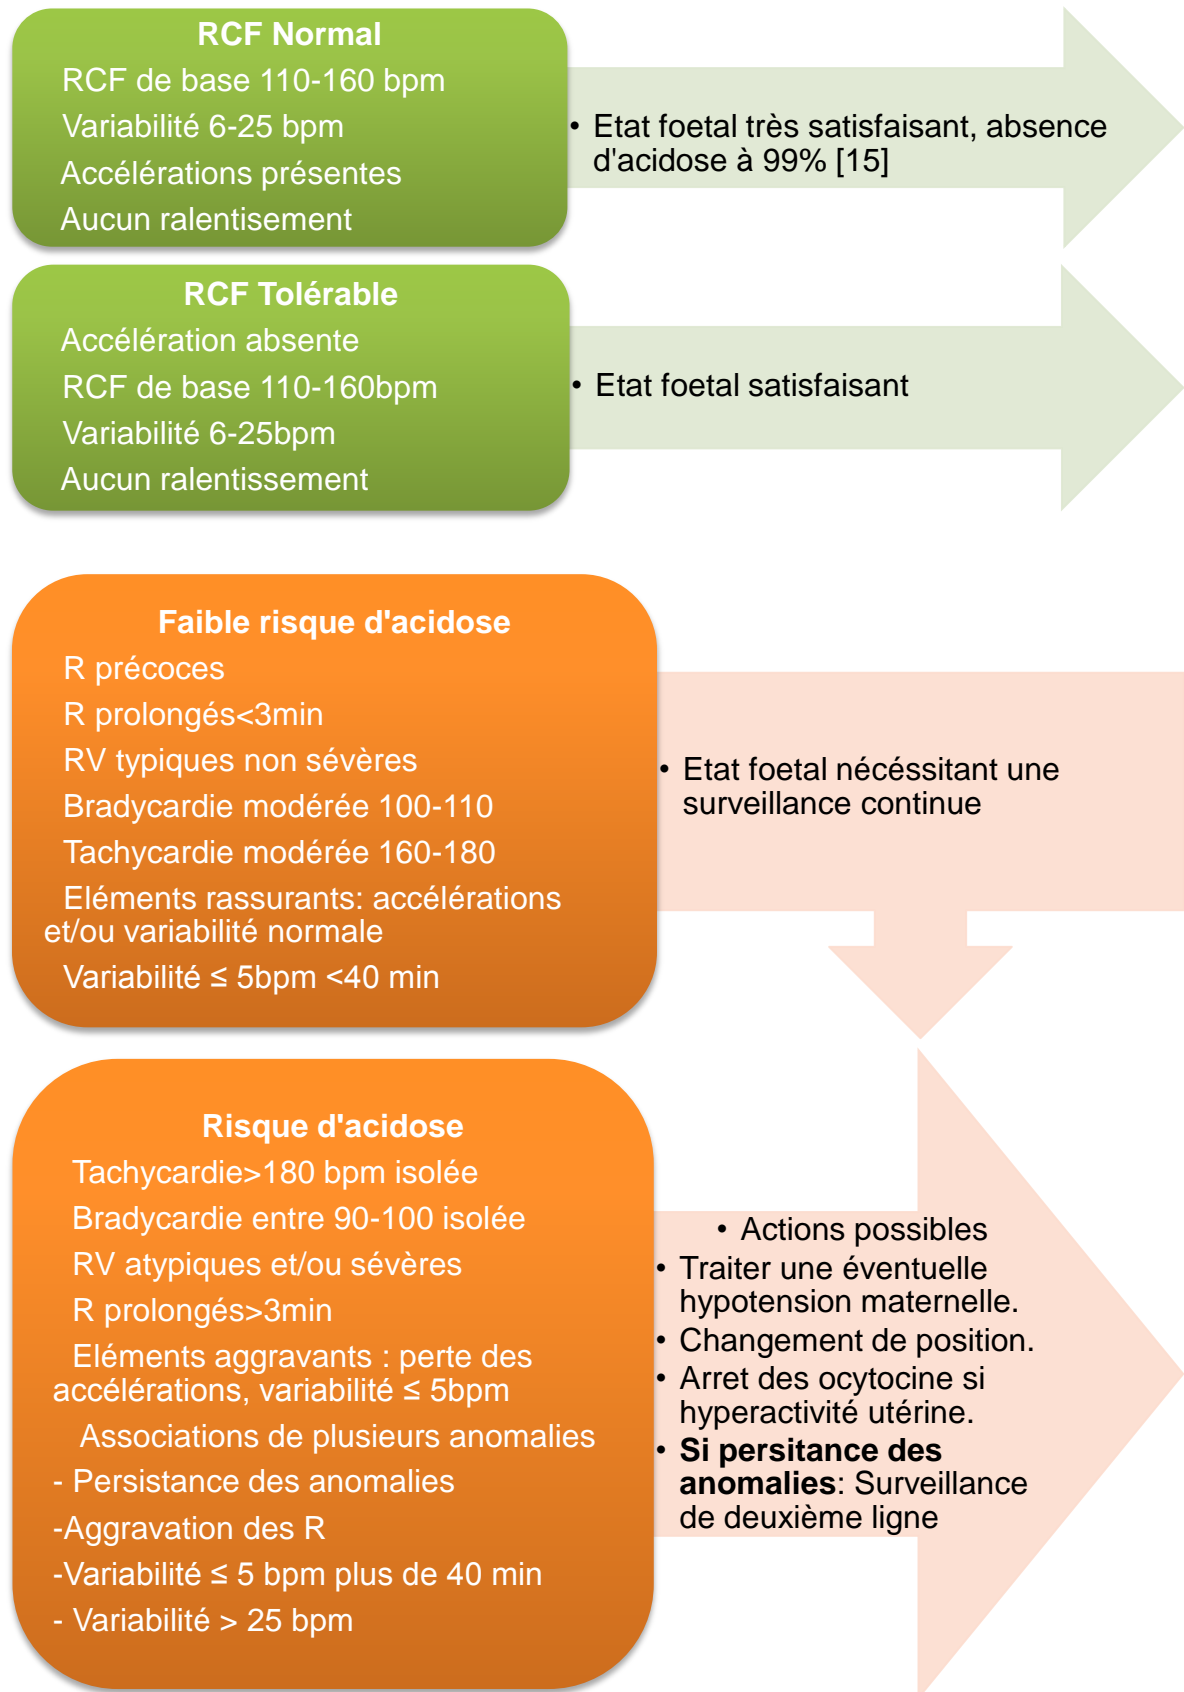 RCF Normal
RCF de base 110-160 bpm
Variabilité 6-25 bpm
Accélérations présentes
Aucun ralentisement
• Etat foetal très satisfaisant, absence
d'acidose à 99% [15]
RCF Tolérable
Accélération absente
RCF de base 110-160bpm
Variabilité 6-25bpm
Aucun ralentissement
• Etat foetal satisfaisant
Faible risque d'acidose
R précoces
R prolongés<3min
RV typiques non sévères
Bradycardie modérée 100-110
Tachycardie modérée 160-180
Eléments rassurants: accélérations
et/ou variabilité normale
Variabilité ≤ 5bpm <40 min
• Etat foetal nécéssitant une
surveillance continue
Risque d'acidose
Tachycardie>180 bpm isolée
Bradycardie entre 90-100 isolée
RV atypiques et/ou sévères
R prolongés>3min
Eléments aggravants : perte des
accélérations, variabilité ≤ 5bpm
Associations de plusieurs anomalies
- Persistance des anomalies
-Aggravation des R
-Variabilité ≤ 5 bpm plus de 40 min
- Variabilité > 25 bpm
• Actions possibles
• Traiter une éventuelle
hypotension maternelle.
• Changement de position.
• Arret des ocytocine si
hyperactivité utérine.
• Si persitance des
anomalies: Surveillance
de deuxième ligne